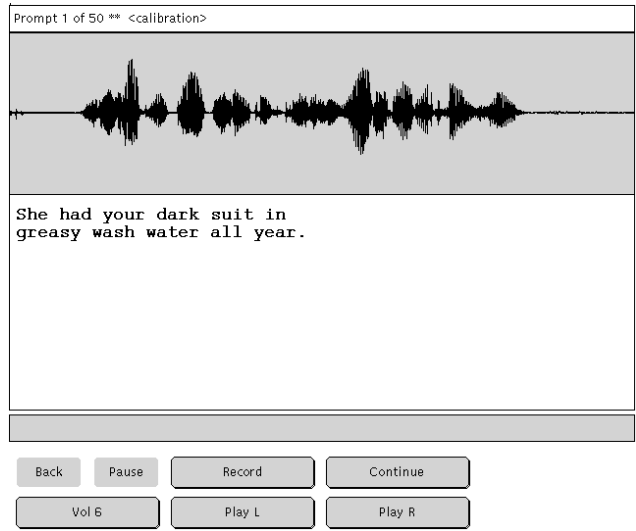 Prompt 1 of 50 ** <calibration>
She had your dark suit in
greasy wash water all year.
Back Pause Record Continue
Vol 6 Play L Play R